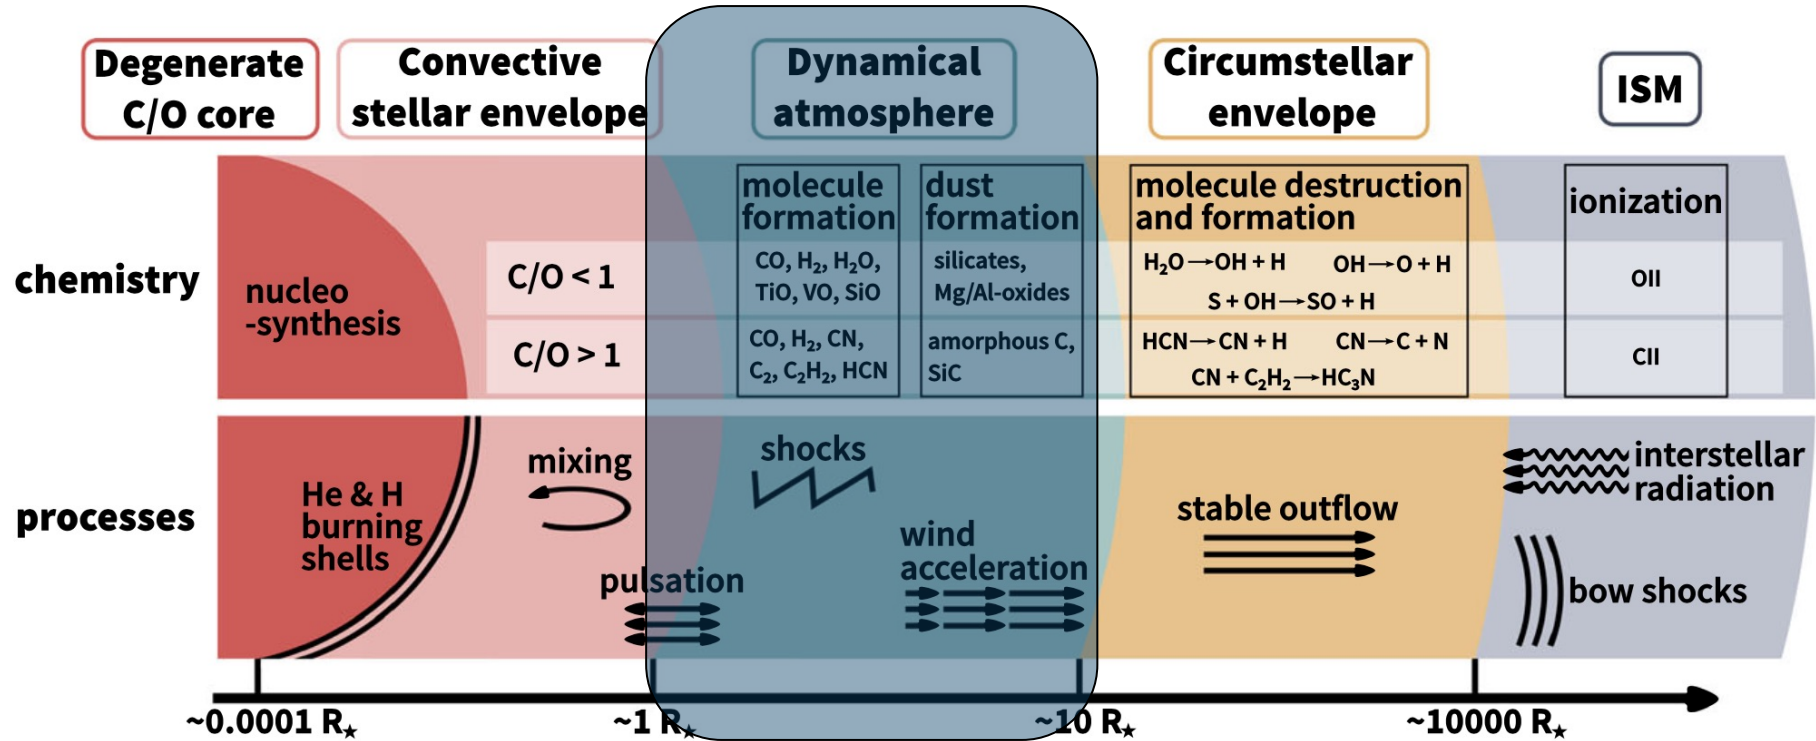 Degenerate
C/O core
Convective
stellar envelope
Dynamical
atmosphere
Circumstellar
envelope
ISM
chemistry
nucleo
-synthesis
C/O < 1
C/O > 1
molecule
formation
CO, H₂, H₂O,
TiO, VO, SiO
CO, H₂, CN,
C₂, C₂H₂, HCN
dust
formation
silicates,
Mg/Al-oxides
amorphous C,
SiC
molecule destruction
and formation
H₂O→OH + H OH→O + H
S + OH→SO + H
HCN→CN + H CN→C + N
CN + C₂H₂→HC₃N
ionization
OII
CII
processes
He & H
burning
shells
mixing
pulsation
shocks
wind
acceleration
stable outflow
interstellar
radiation
bow shocks
~0.0001 R★
~1 R★
~10 R★
~10000 R★